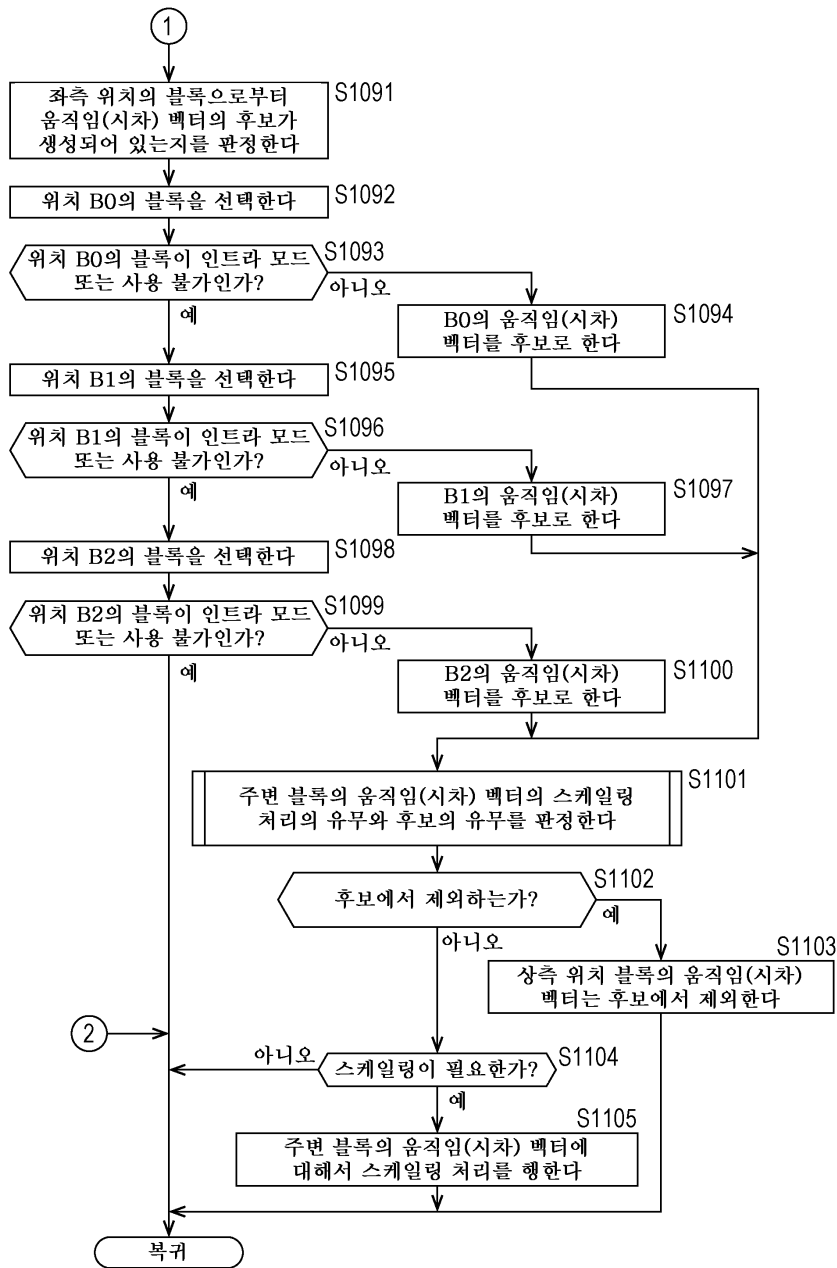 1
좌측 위치의 블록으로부터
움직임(시차) 벡터의 후보가
생성되어 있는지를 판정한다
S1091
위치 B0의 블록을 선택한다
S1092
위치 B0의 블록이 인트라 모드
또는 사용 불가인가?
S1093
아니오
예
B0의 움직임(시차)
벡터를 후보로 한다
S1094
위치 B1의 블록을 선택한다
S1095
위치 B1의 블록이 인트라 모드
또는 사용 불가인가?
S1096
아니오
예
B1의 움직임(시차)
벡터를 후보로 한다
S1097
위치 B2의 블록을 선택한다
S1098
위치 B2의 블록이 인트라 모드
또는 사용 불가인가?
S1099
아니오
예
B2의 움직임(시차)
벡터를 후보로 한다
S1100
주변 블록의 움직임(시차) 벡터의 스케일링
처리의 유무와 후보의 유무를 판정한다
S1101
후보에서 제외하는가?
S1102
예
아니오
S1103
상측 위치 블록의 움직임(시차)
벡터는 후보에서 제외한다
2
아니오
스케일링이 필요한가?
S1104
예
S1105
주변 블록의 움직임(시차) 벡터에
대해서 스케일링 처리를 행한다
복귀